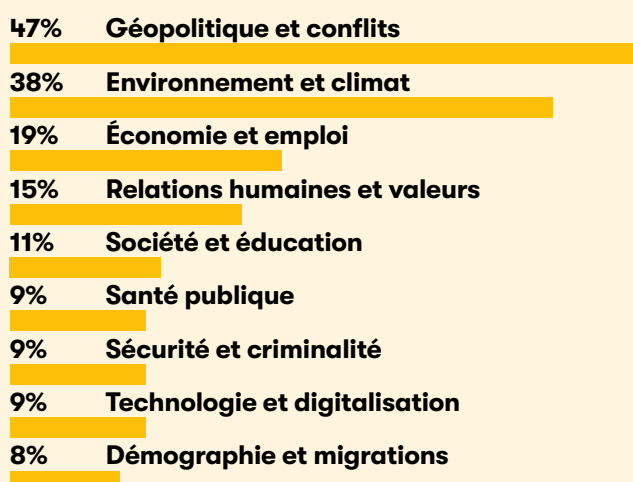 47% Géopolitique et conflits
38% Environnement et climat
19% Économie et emploi
15% Relations humaines et valeurs
11% Société et éducation
9% Santé publique
9% Sécurité et criminalité
9% Technologie et digitalisation
8% Démographie et migrations